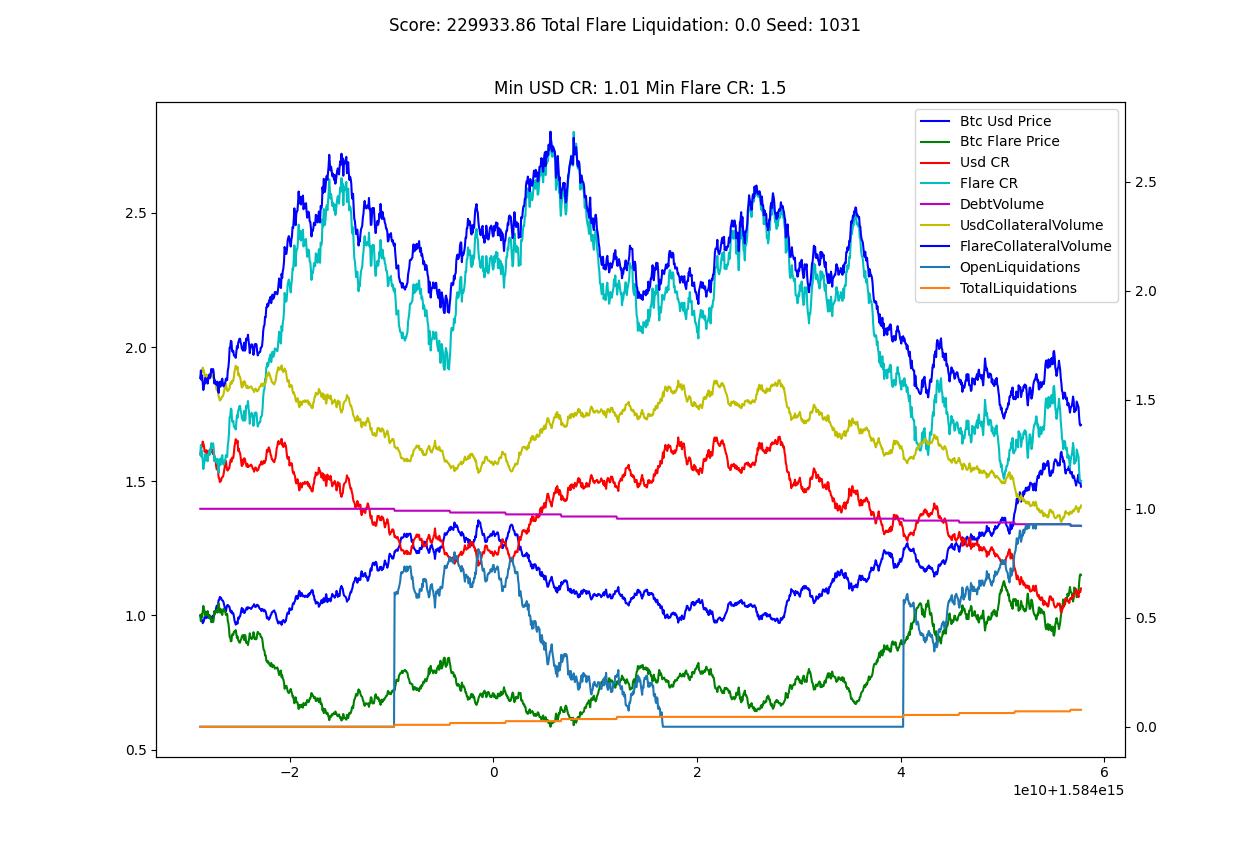 Score: 229933.86 Total Flare Liquidation: 0.0 Seed: 1031
Min USD CR: 1.01 Min Flare CR: 1.5
Btc Usd Price
Btc Flare Price
Usd CR
Flare CR
DebtVolume
UsdCollateralVolume
FlareCollateralVolume
OpenLiquidations
TotalLiquidations
2.5
2.0
1.5
1.0
0.5
2.5
2.0
1.5
1.0
0.5
0.0
−2
0
2
4
6
1e10+1.584e15